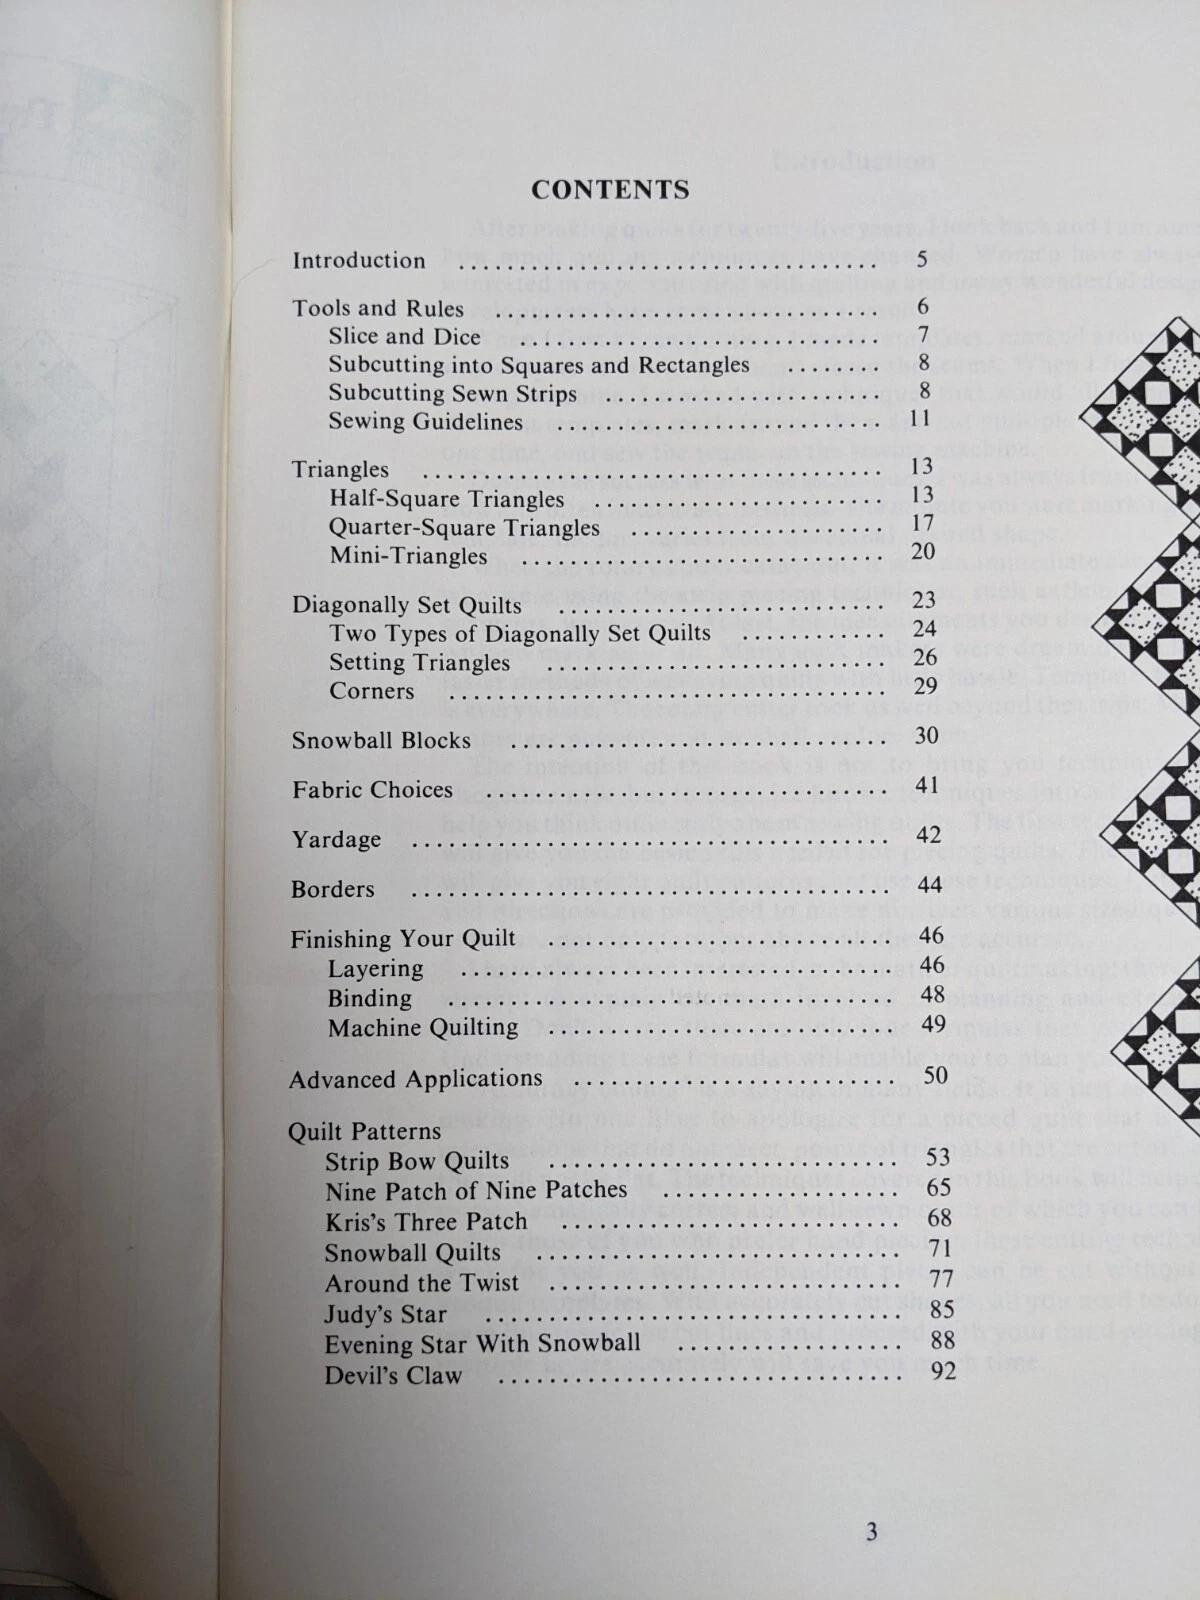 CONTENTS
Introduction .................................. 5
Tools and Rules ............................... 6
Slice and Dice ................................ 7
Subcutting into Squares and Rectangles ........ 8
Subcutting Sewn Strips ....................... 8
Sewing Guidelines ........................... 11
Triangles .................................... 13
Half-Square Triangles ........................ 13
Quarter-Square Triangles ..................... 17
Mini-Triangles ............................... 20
Diagonally Set Quilts ........................ 23
Two Types of Diagonally Set Quilts ............ 24
Setting Triangles ............................ 26
Corners ...................................... 29
Snowball Blocks .............................. 30
Fabric Choices ............................... 41
Yardage ...................................... 42
Borders ...................................... 44
Finishing Your Quilt ......................... 46
Layering ..................................... 46
Binding ...................................... 48
Machine Quilting ............................. 49
Advanced Applications ........................ 50
Quilt Patterns
Strip Bow Quilts ............................. 53
Nine Patch of Nine Patches ................... 65
Kris's Three Patch ........................... 68
Snowball Quilts .............................. 71
Around the Twist ............................. 77
Judy's Star .................................. 85
Evening Star With Snowball ................... 88
Devil's Claw ................................. 92
3